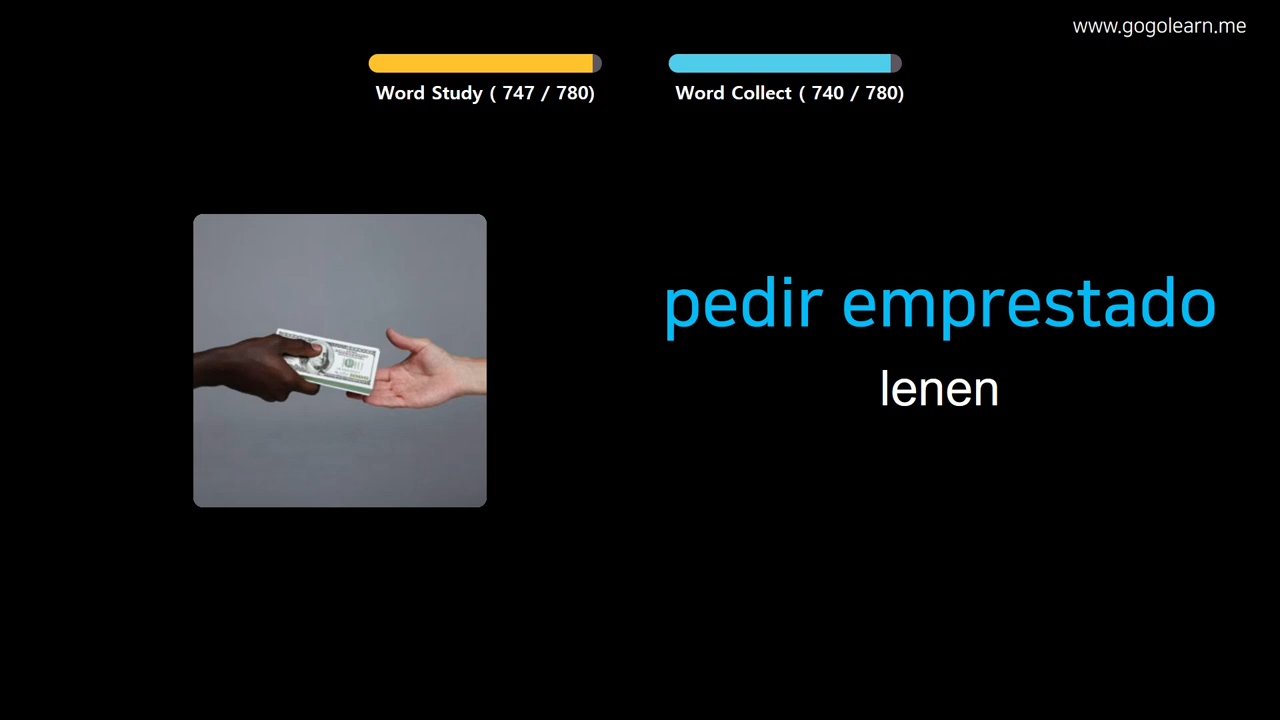 www.gogolearn.me
Word Study ( 747 / 780)
Word Collect ( 740 / 780)
pedir emprestado
lenen